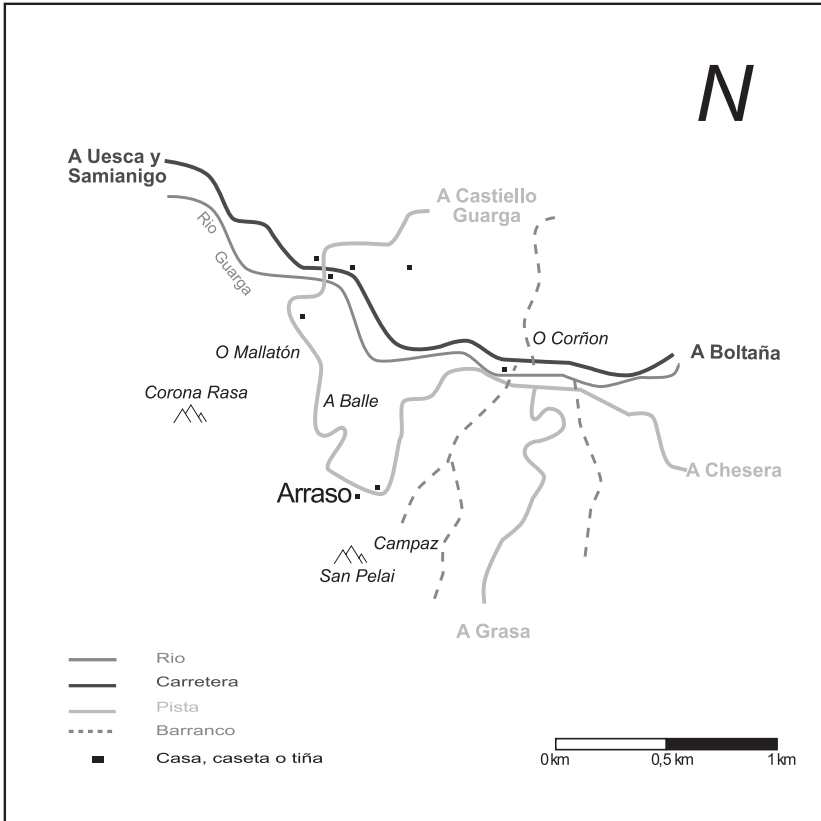 N
A Uesca y
Samianigo
A Castiello
Guarga
Rio
Guarga
O Corñon
O Mallatón
A Boltaña
Corona Rasa
A Balle
A Chesera
Arraso
Campaz
San Pelai
A Grasa
Rio
Carretera
Pista
Barranco
Casa, caseta o tiña
0 km 0,5 km 1 km